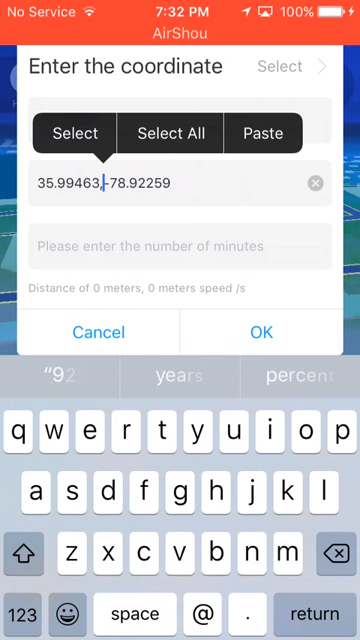 No Service 7:32 PM 100%
AirShou
Enter the coordinate Select
Select Select All Paste
35.99463,-78.92259
Please enter the number of minutes
Distance of 0 meters, 0 meters speed /s
Cancel OK
“92 years percent
q w e r t y u i o p
a s d f g h j k l
z x c v b n m
123 space @ . return